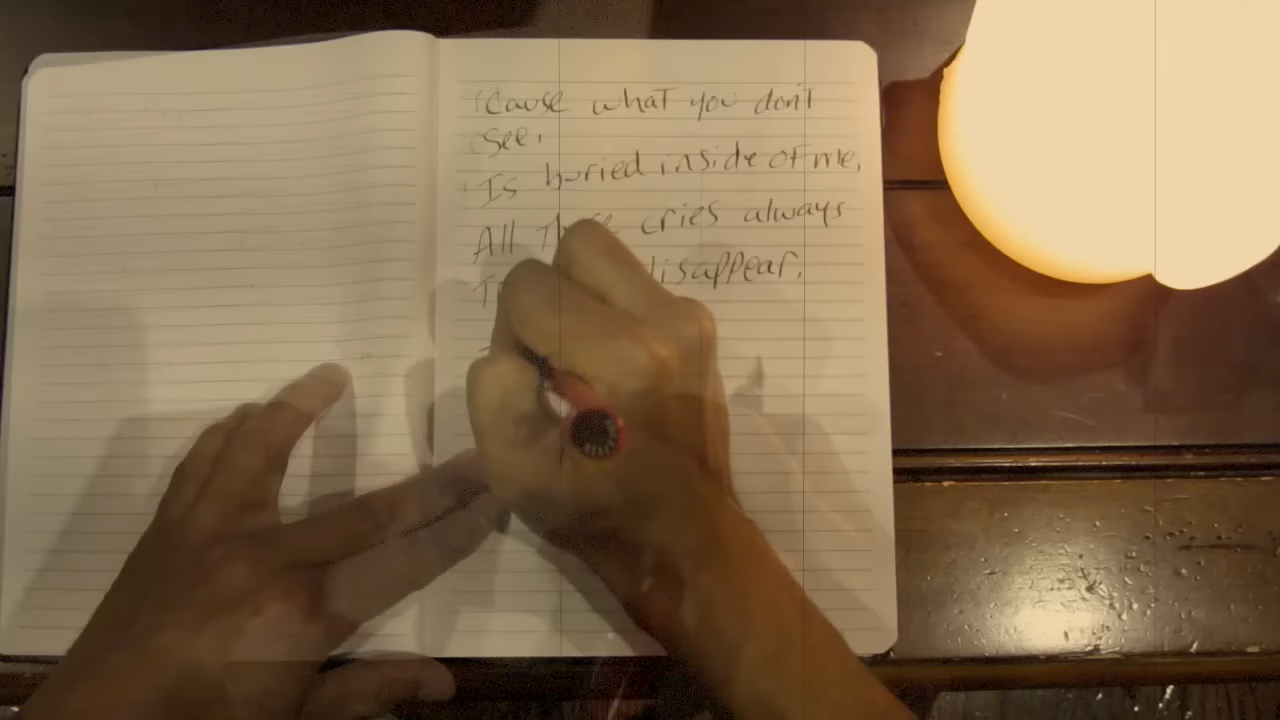 'Cause what you don't
see,
Is buried inside of me,
All cries always
disappear.